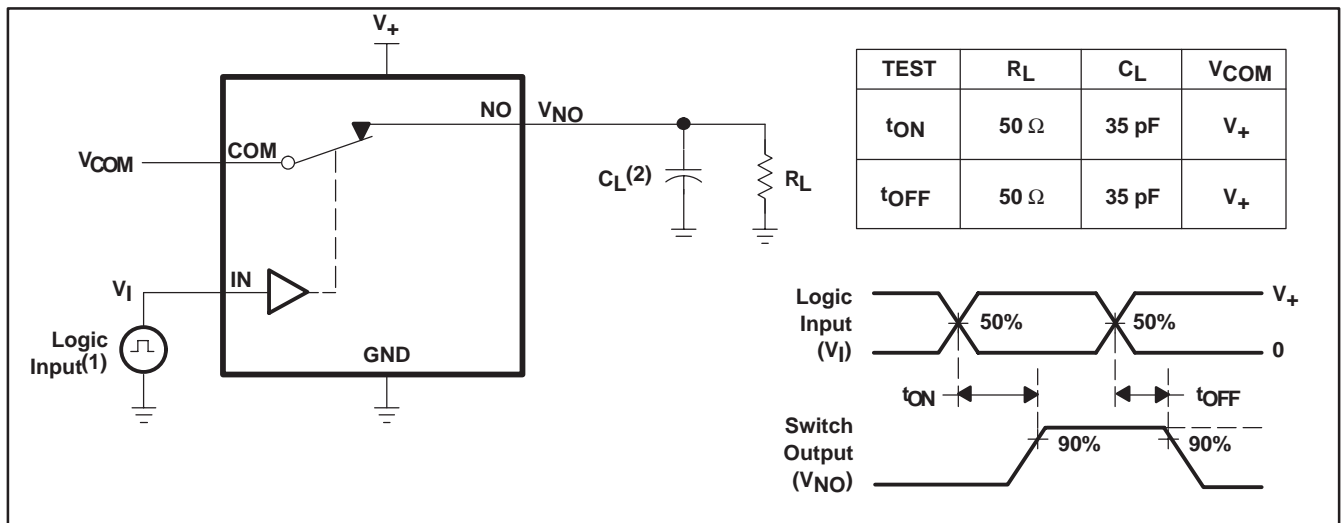 V+
NO VNO
COM
VCOM
CL(2)
RL
IN
VI
Logic
Input(1)
GND
TEST RL CL VCOM
tON 50 Ω 35 pF V+
tOFF 50 Ω 35 pF V+
Logic
Input
(VI)
50%
50%
V+
0
tON
tOFF
Switch
Output
(VNO)
90%
90%